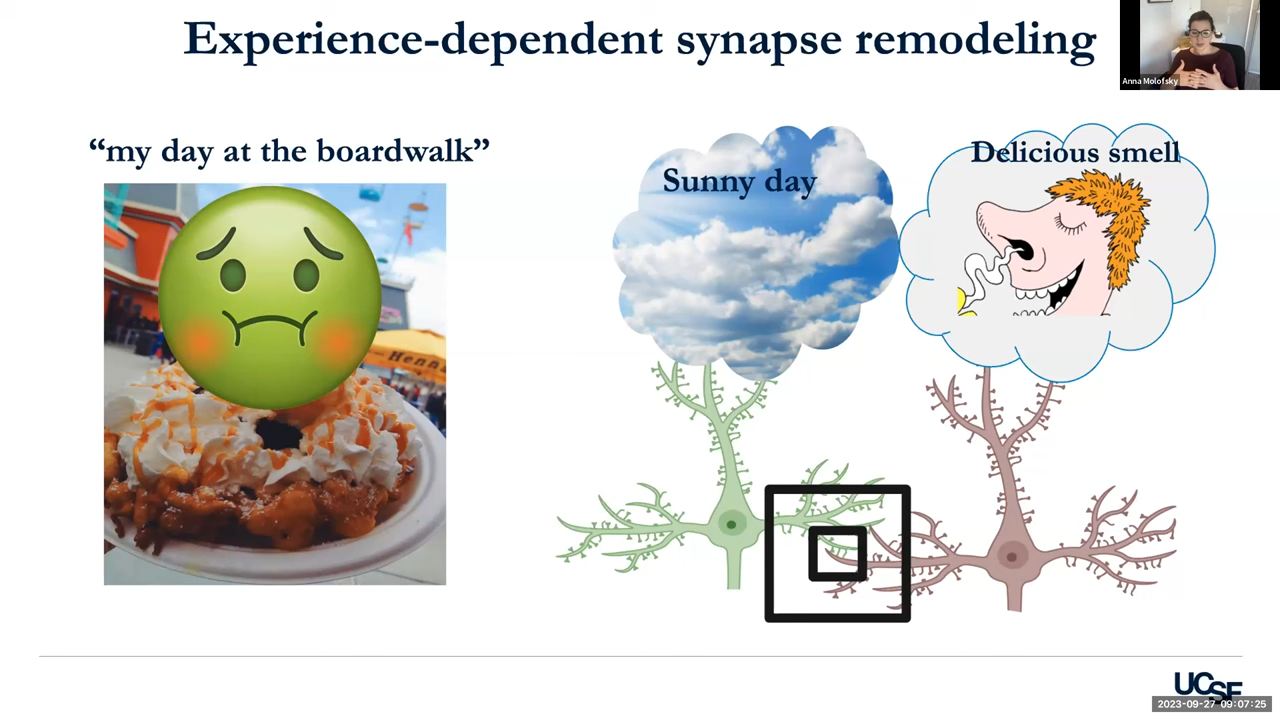 Experience-dependent synapse remodeling
Anna Molofsky
“my day at the boardwalk”
Sunny day
Delicious smell
Henna
UCSF
2023-09-27 09:07:25